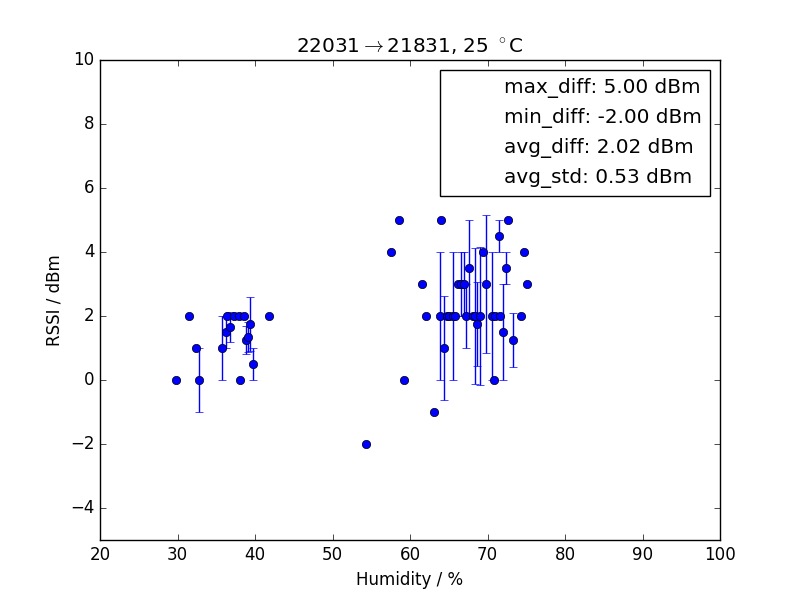 22031→21831, 25 °C
max_diff: 5.00 dBm
min_diff: -2.00 dBm
avg_diff: 2.02 dBm
avg_std: 0.53 dBm
10
8
6
4
2
0
−2
−4
RSSI / dBm
20 30 40 50 60 70 80 90 100
Humidity / %